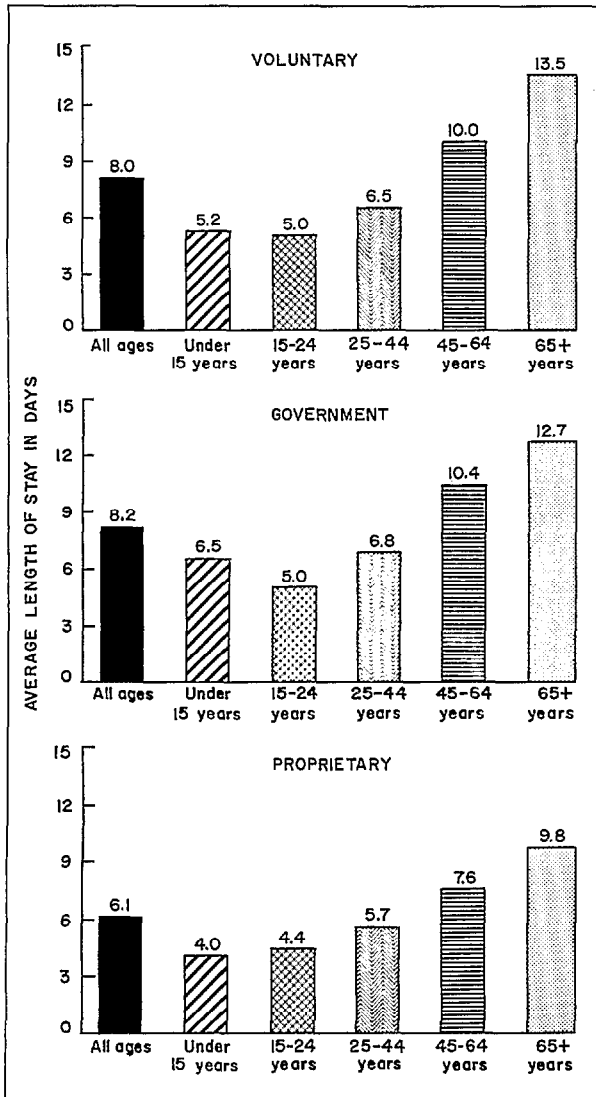 AVERAGE LENGTH OF STAY IN DAYS
VOLUNTARY
15
12
9
6
3
0
8.0
5.2
5.0
6.5
10.0
13.5
All ages
Under
15 years
15-24
years
25-44
years
45-64
years
65+
years
GOVERNMENT
15
12
9
6
3
0
8.2
6.5
5.0
6.8
10.4
12.7
All ages
Under
15 years
15-24
years
25-44
years
45-64
years
65+
years
PROPRIETARY
15
12
9
6
3
0
6.1
4.0
4.4
5.7
7.6
9.8
All ages
Under
15 years
15-24
years
25-44
years
45-64
years
65+
years